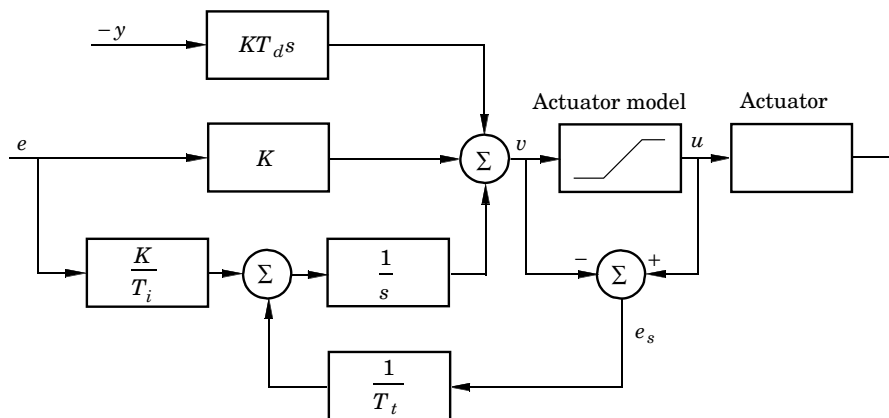 −y
KT_d s
Actuator model
Actuator
e
K
Σ
v
u
K
T_i
Σ
1
s
−
Σ
+
e_s
1
T_t